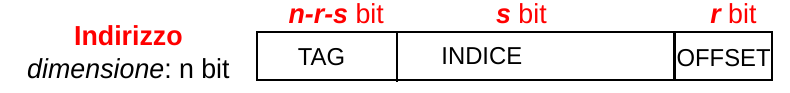 n-r-s bit s bit r bit
Indirizzo
dimensione: n bit
TAG INDICE OFFSET